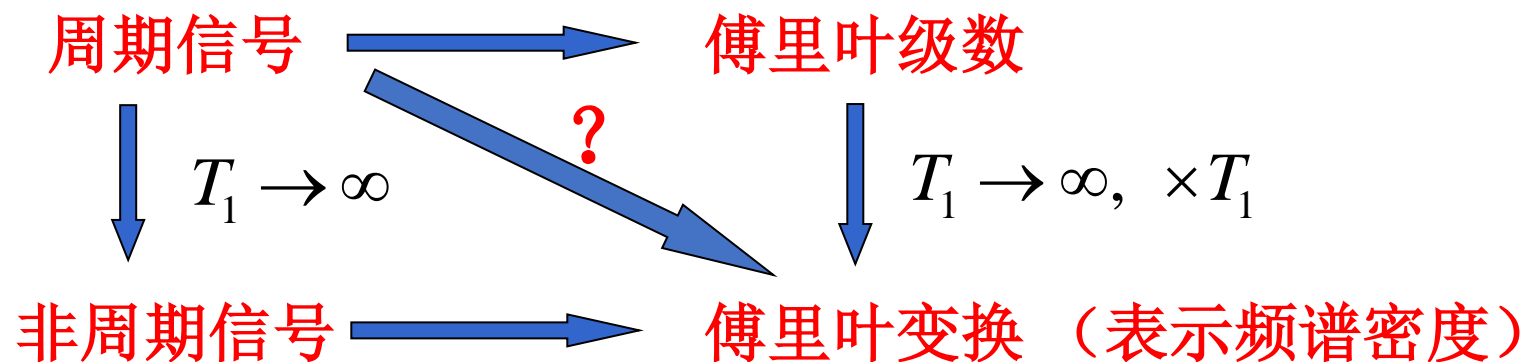 周期信号 傅里叶级数
?
T₁ → ∞ T₁ → ∞, ×T₁
非周期信号 傅里叶变换 （表示频谱密度）